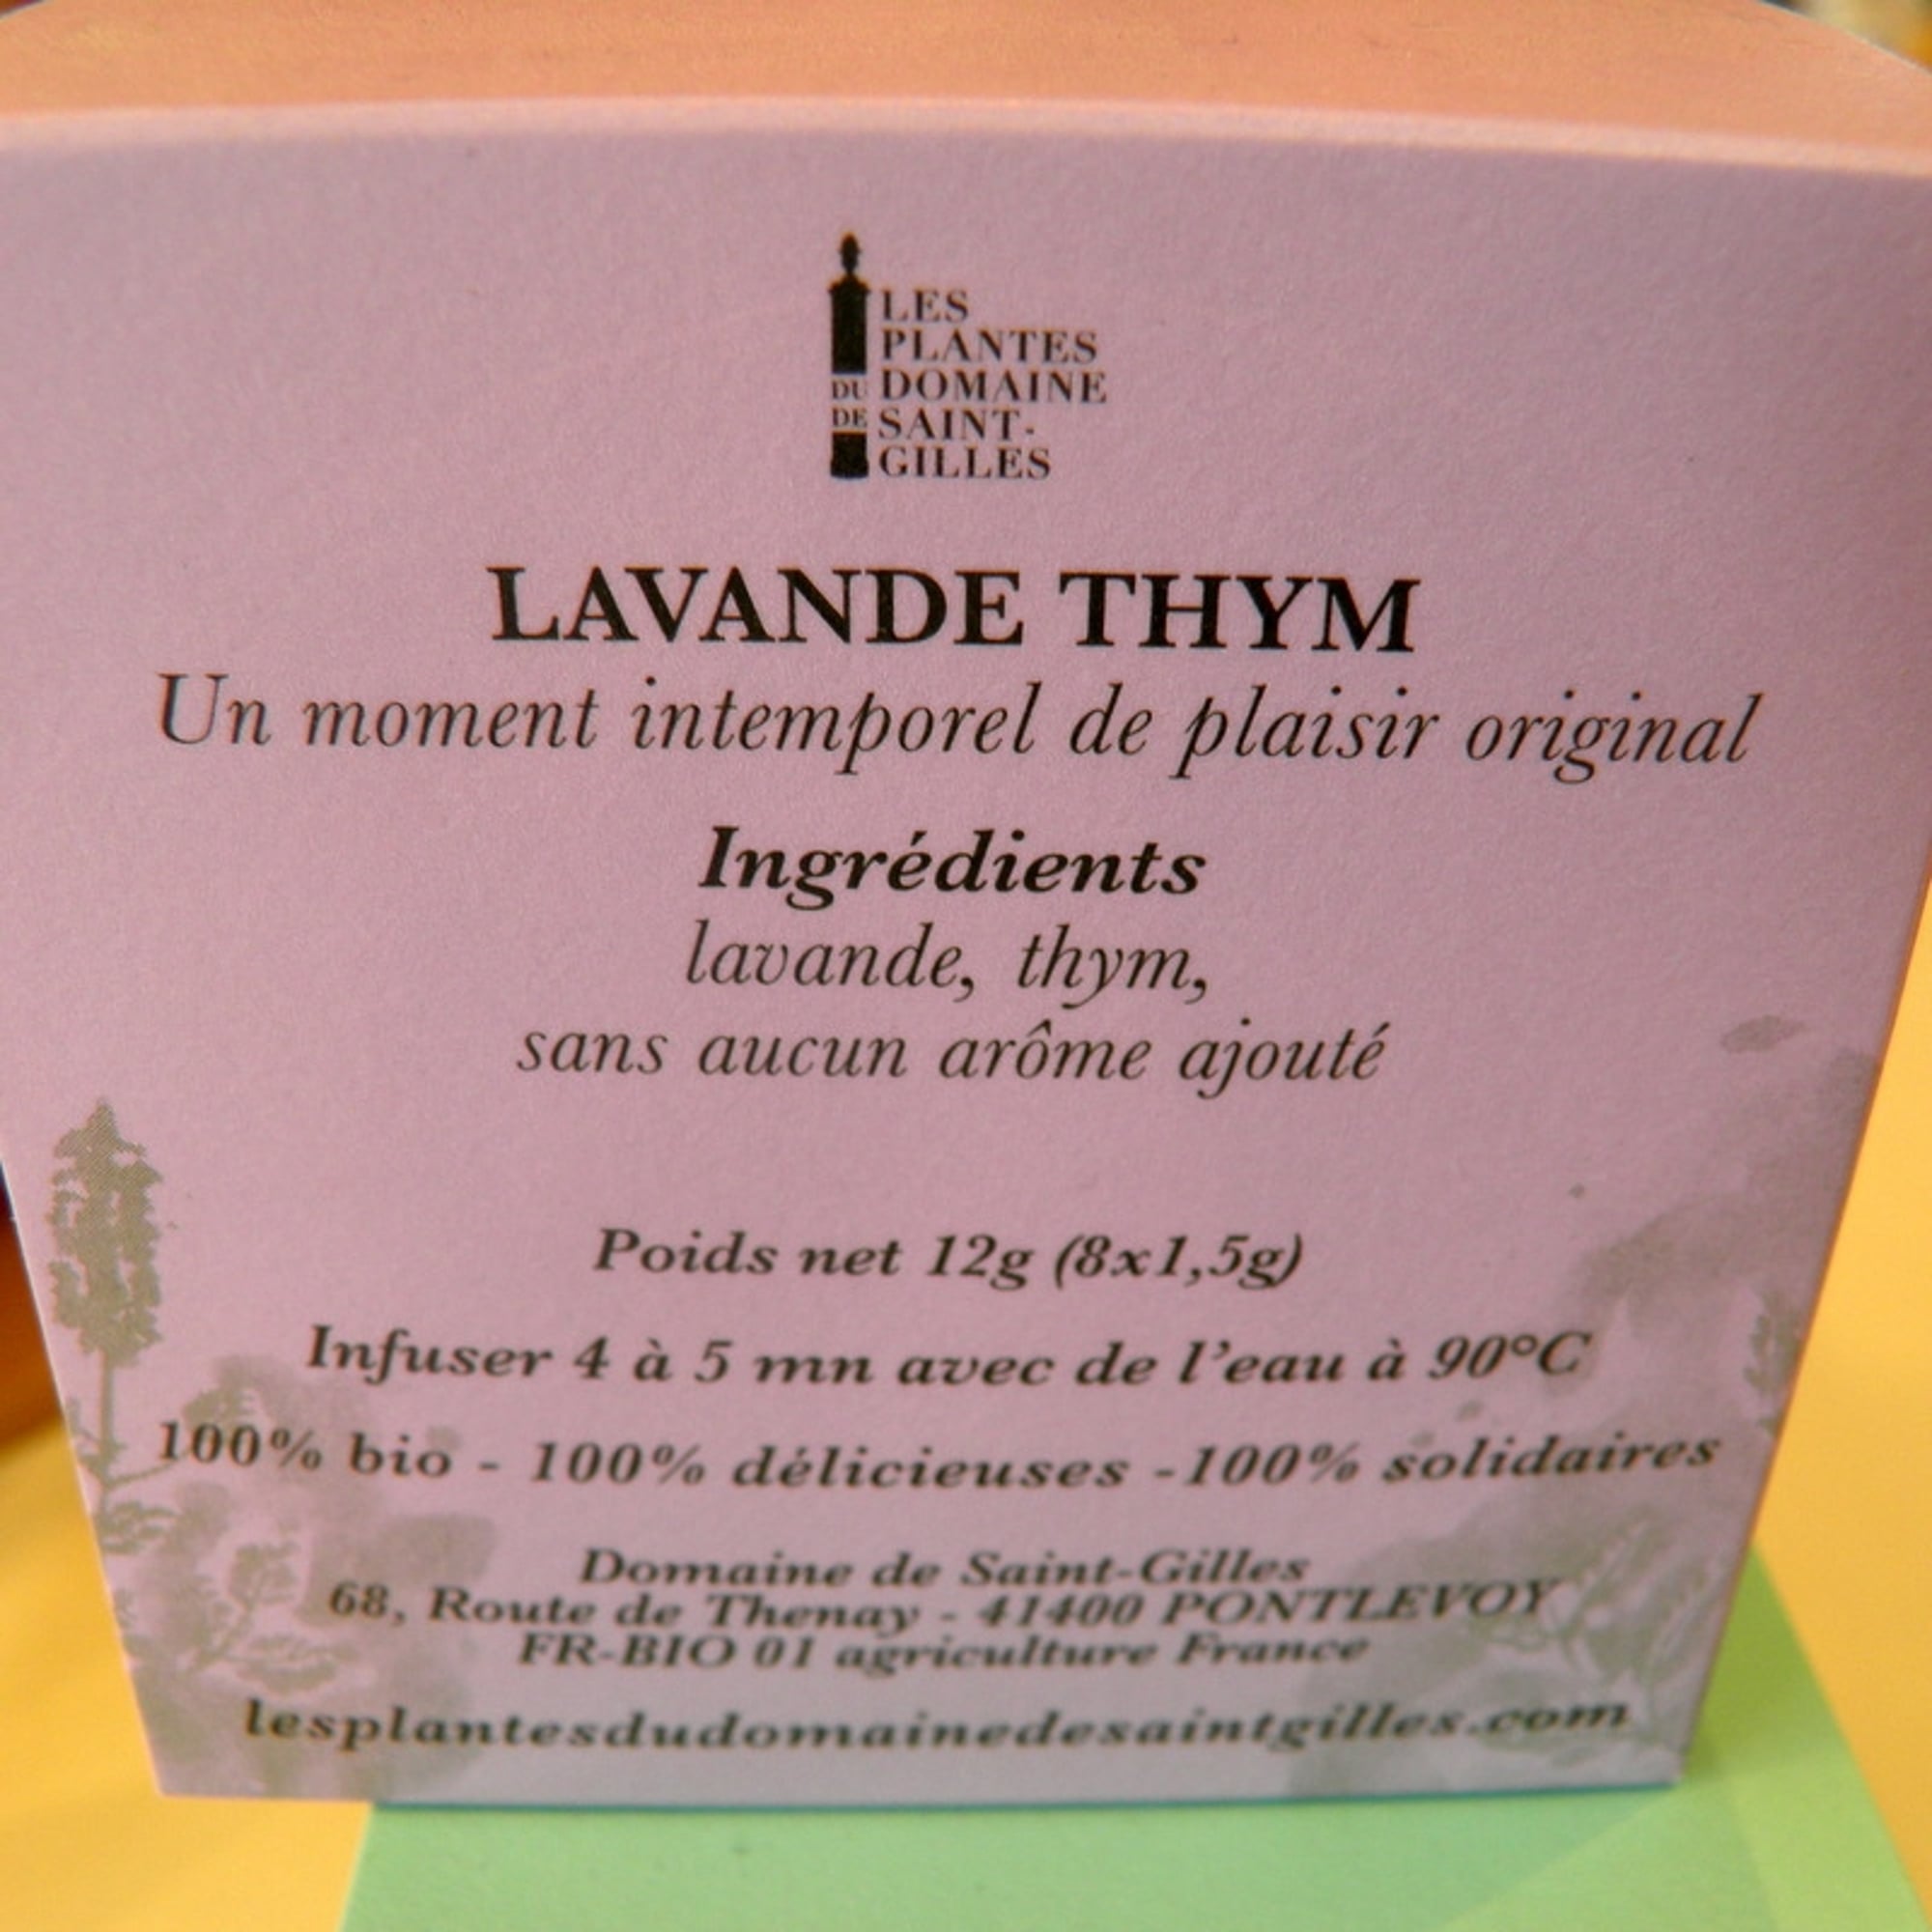 LES
PLANTES
DU DOMAINE
DE SAINT-
GILLES
LAVANDE THYM
Un moment intemporel de plaisir original
Ingrédients
lavande, thym,
sans aucun arôme ajouté
Poids net 12g (8x1,5g)
Infuser 4 à 5 mn avec de l'eau à 90°C
100% bio - 100% délicieuses -100% solidaires
Domaine de Saint-Gilles
68, Route de Thenay - 41400 PONTLEVOY
FR-BIO 01 agriculture France
lesplantesdudomainedesaintgilles.com